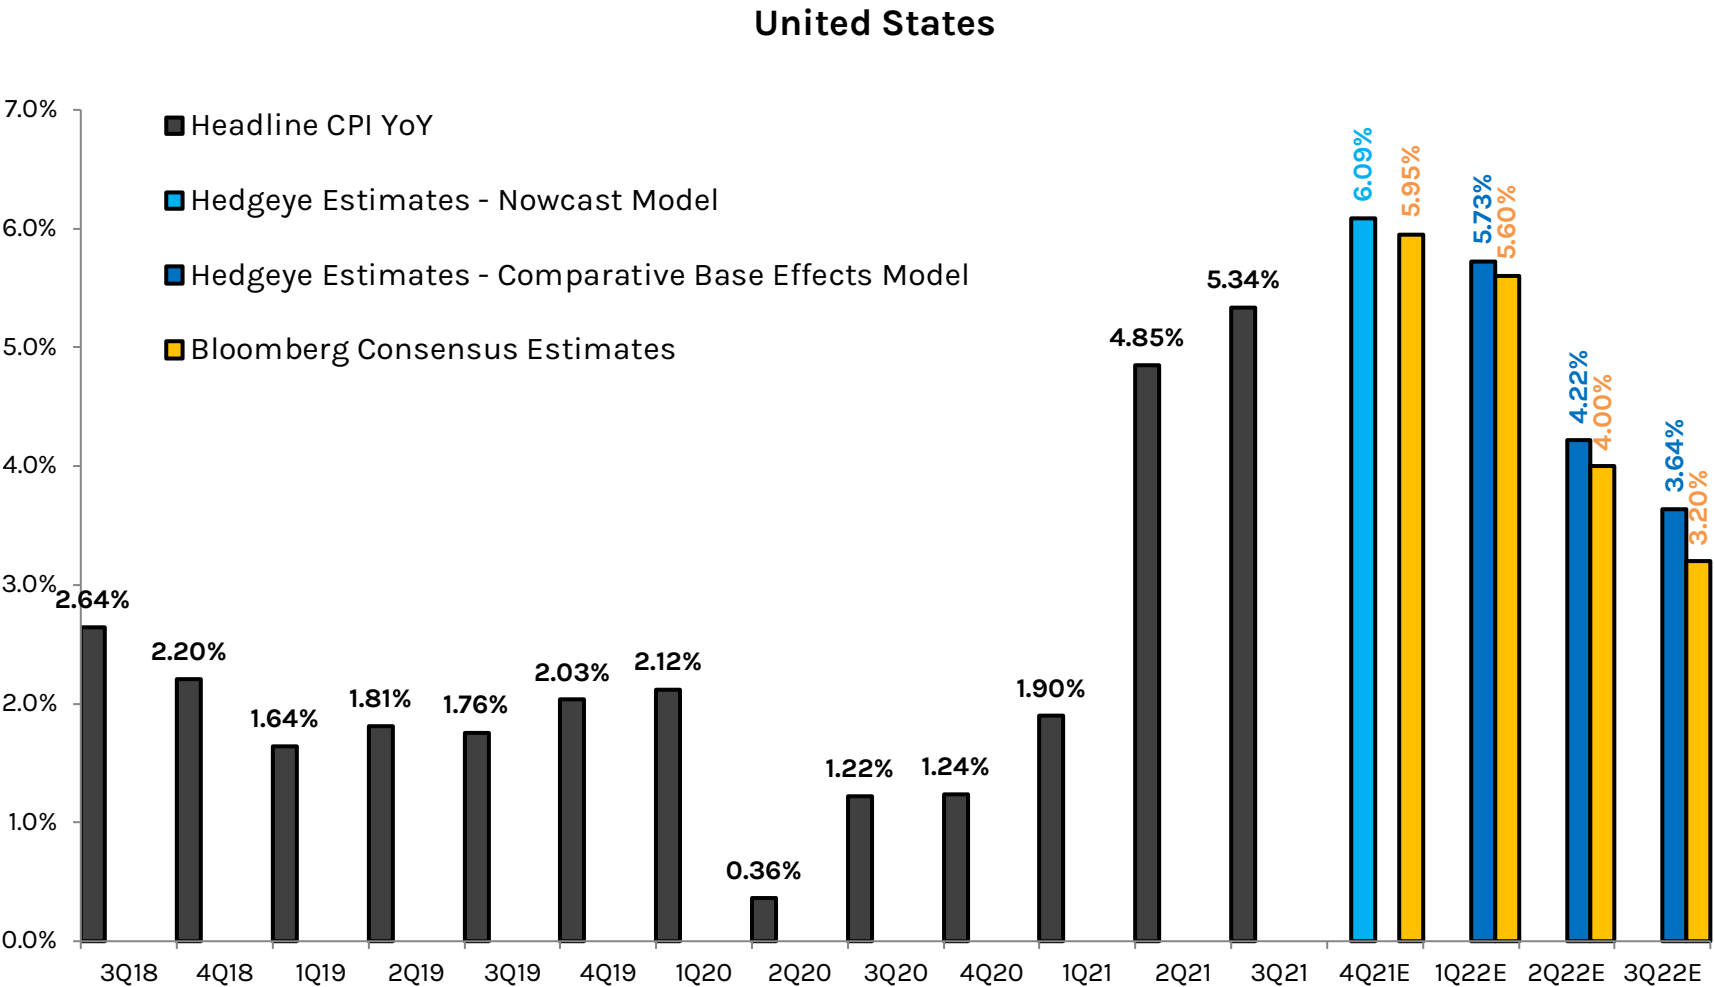 United States
7.0%
6.0%
5.0%
4.0%
3.0%
2.0%
1.0%
0.0%
Headline CPI YoY
Hedgeye Estimates - Nowcast Model
Hedgeye Estimates - Comparative Base Effects Model
Bloomberg Consensus Estimates
2.64%
2.20%
1.64%
1.81%
1.76%
2.03%
2.12%
0.36%
1.22%
1.24%
1.90%
4.85%
5.34%
6.09%
5.95%
5.73%
5.60%
4.22%
4.00%
3.64%
3.20%
3Q18
4Q18
1Q19
2Q19
3Q19
4Q19
1Q20
2Q20
3Q20
4Q20
1Q21
2Q21
3Q21
4Q21E
1Q22E
2Q22E
3Q22E